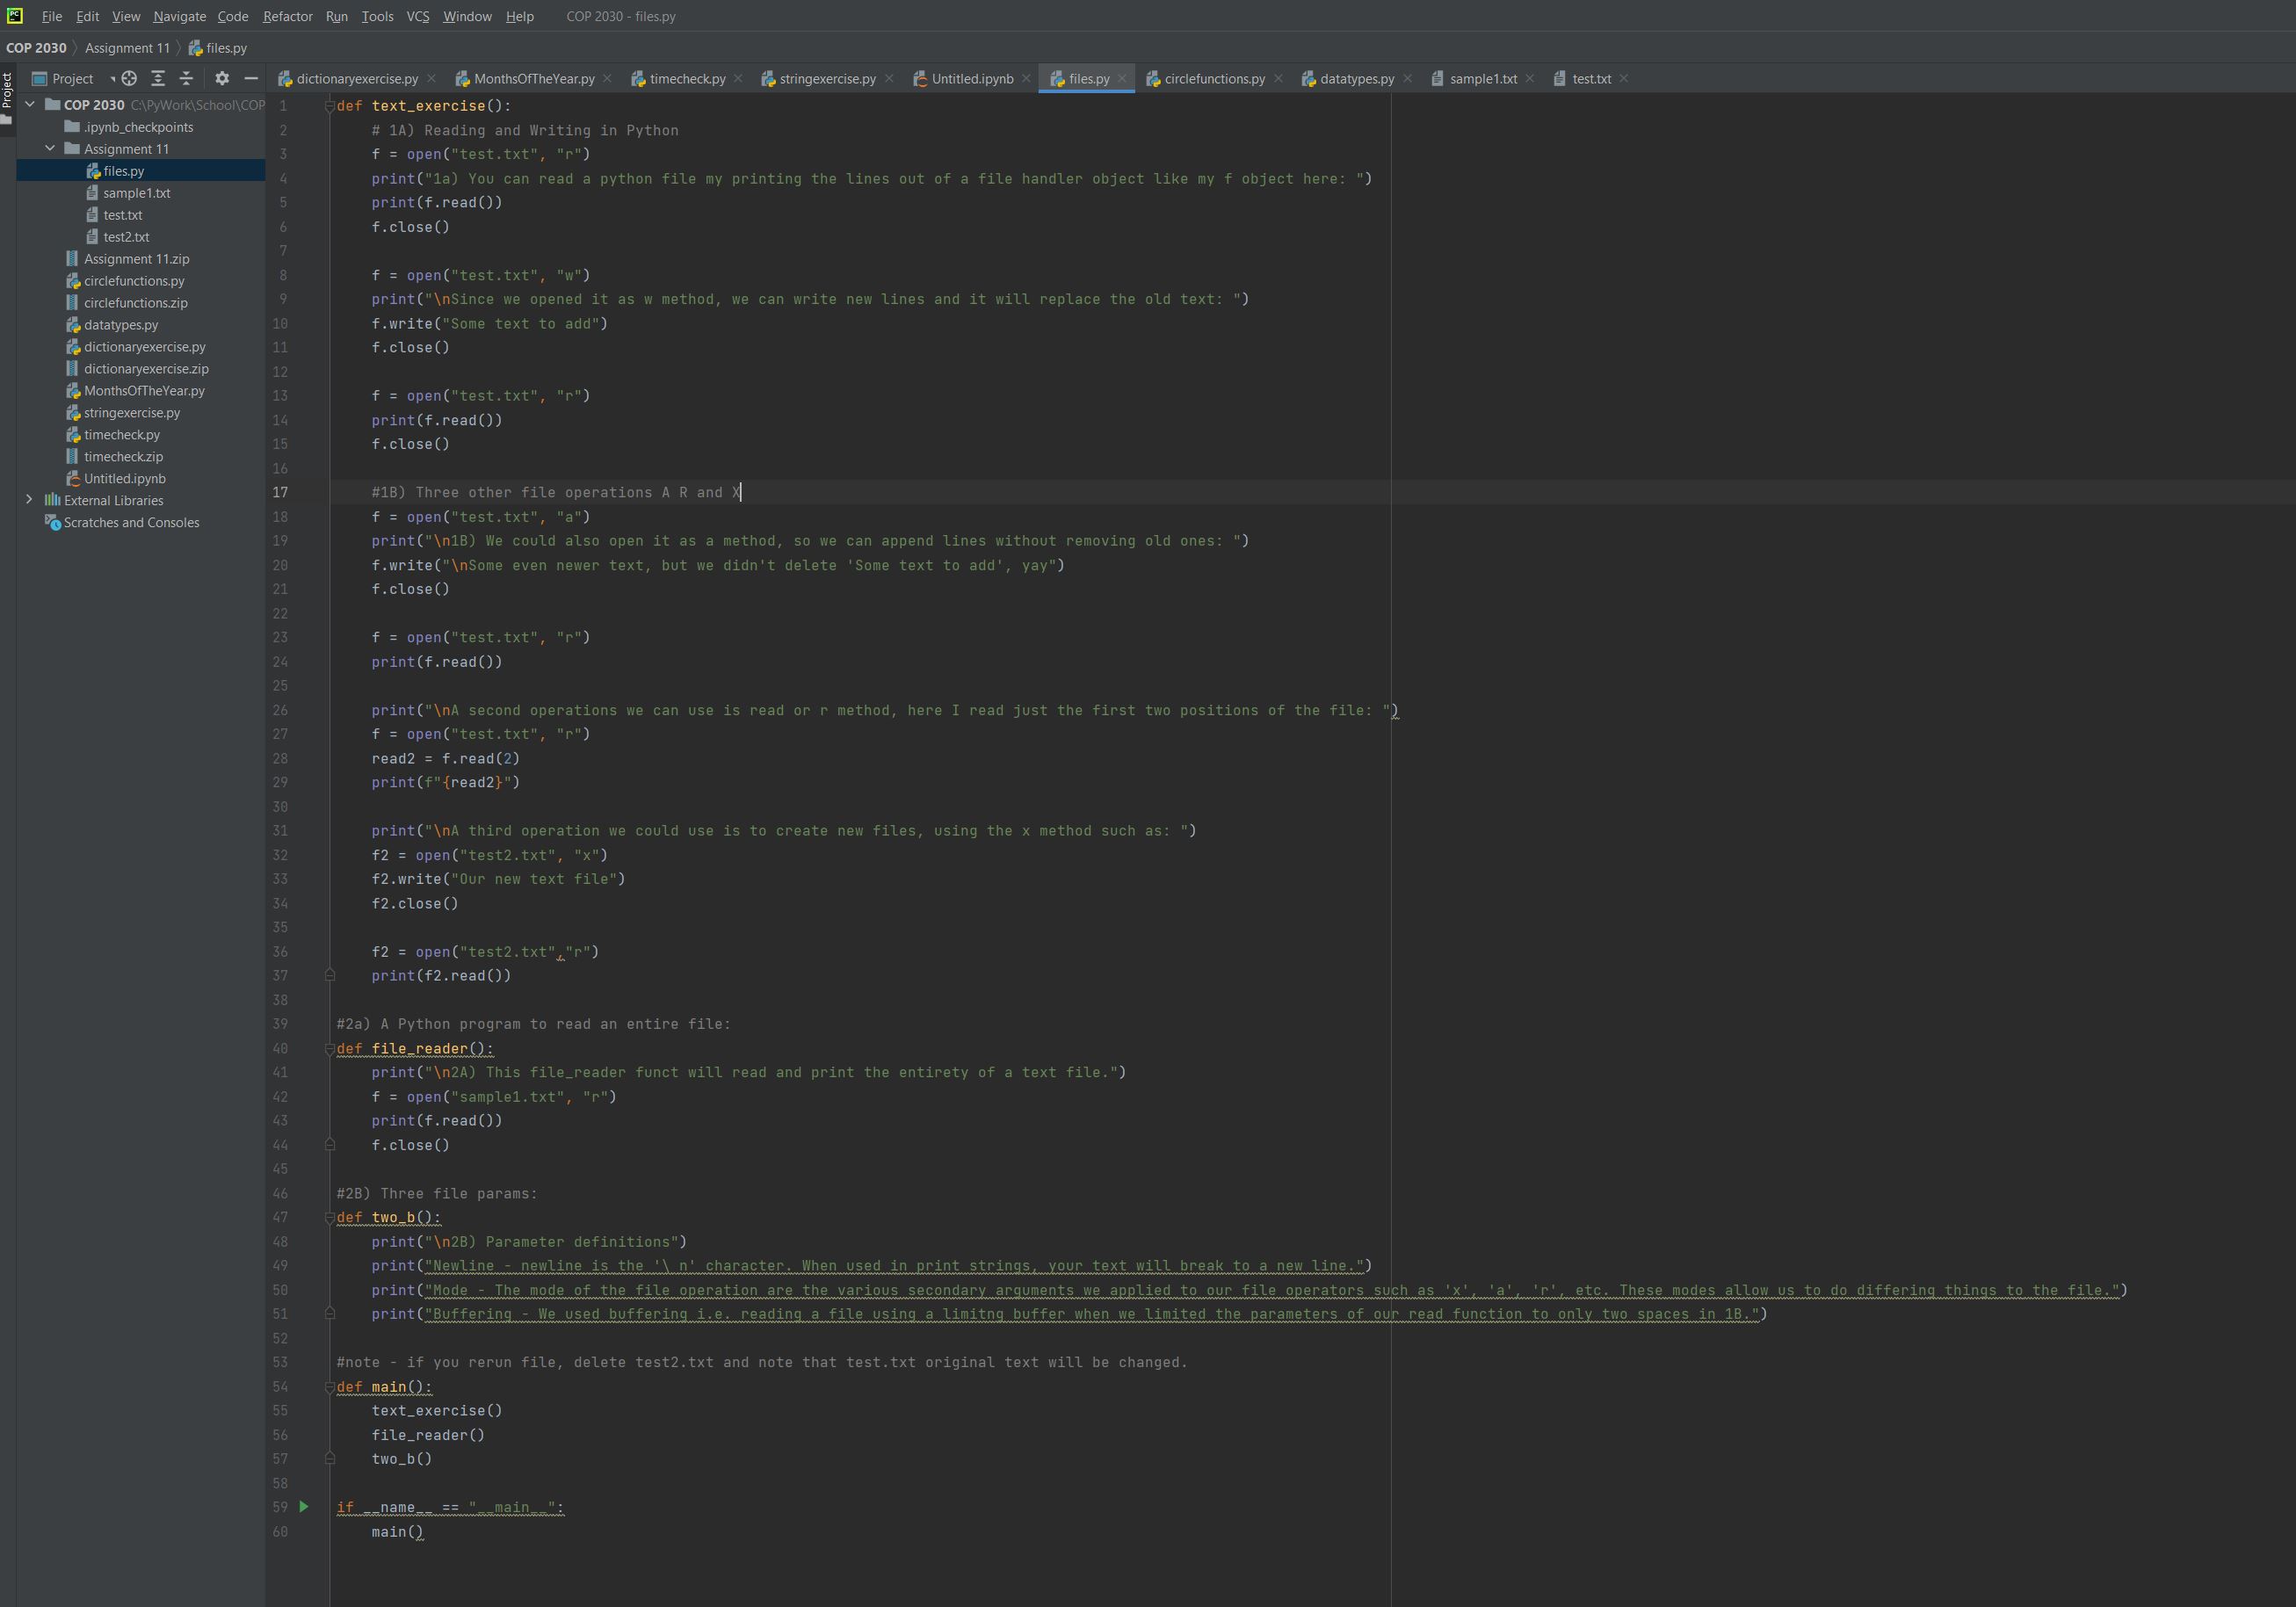 PC File Edit View Navigate Code Refactor Run Tools VCS Window Help COP 2030 - files.py
COP 2030 Assignment 11 files.py
Project
Project
dictionaryexercise.py MonthsOfTheYear.py timecheck.py stringexercise.py Untitled.ipynb files.py circlefunctions.py datatypes.py sample1.txt test.txt
COP 2030 C:\PyWork\School\COP
.ipynb_checkpoints
Assignment 11
files.py
sample1.txt
test.txt
test2.txt
Assignment 11.zip
circlefunctions.py
circlefunctions.zip
datatypes.py
dictionaryexercise.py
dictionaryexercise.zip
MonthsOfTheYear.py
stringexercise.py
timecheck.py
timecheck.zip
Untitled.ipynb
External Libraries
Scratches and Consoles
1 def text_exercise():
2     # 1A) Reading and Writing in Python
3     f = open("test.txt", "r")
4     print("1a) You can read a python file my printing the lines out of a file handler object like my f object here: ")
5     print(f.read())
6     f.close()
7
8     f = open("test.txt", "w")
9     print("\nSince we opened it as w method, we can write new lines and it will replace the old text: ")
10     f.write("Some text to add")
11     f.close()
12
13     f = open("test.txt", "r")
14     print(f.read())
15     f.close()
16
17     #1B) Three other file operations A R and X
18     f = open("test.txt", "a")
19     print("\n1B) We could also open it as a method, so we can append lines without removing old ones: ")
20     f.write("\nSome even newer text, but we didn't delete 'Some text to add', yay")
21     f.close()
22
23     f = open("test.txt", "r")
24     print(f.read())
25
26     print("\nA second operations we can use is read or r method, here I read just the first two positions of the file: ")
27     f = open("test.txt", "r")
28     read2 = f.read(2)
29     print(f"{read2}")
30
31     print("\nA third operation we could use is to create new files, using the x method such as: ")
32     f2 = open("test2.txt", "x")
33     f2.write("Our new text file")
34     f2.close()
35
36     f2 = open("test2.txt","r")
37     print(f2.read())
38
39 #2a) A Python program to read an entire file:
40 def file_reader():
41     print("\n2A) This file_reader funct will read and print the entirety of a text file.")
42     f = open("sample1.txt", "r")
43     print(f.read())
44     f.close()
45
46 #2B) Three file params:
47 def two_b():
48     print("\n2B) Parameter definitions")
49     print("Newline - newline is the '\ n' character. When used in print strings, your text will break to a new line.")
50     print("Mode - The mode of the file operation are the various secondary arguments we applied to our file operators such as 'x', 'a', 'r', etc. These modes allow us to do differing things to the file.")
51     print("Buffering - We used buffering i.e. reading a file using a limitng buffer when we limited the parameters of our read function to only two spaces in 1B.")
52
53 #note - if you rerun file, delete test2.txt and note that test.txt original text will be changed.
54 def main():
55     text_exercise()
56     file_reader()
57     two_b()
58
59 if __name__ == "__main__":
60     main()